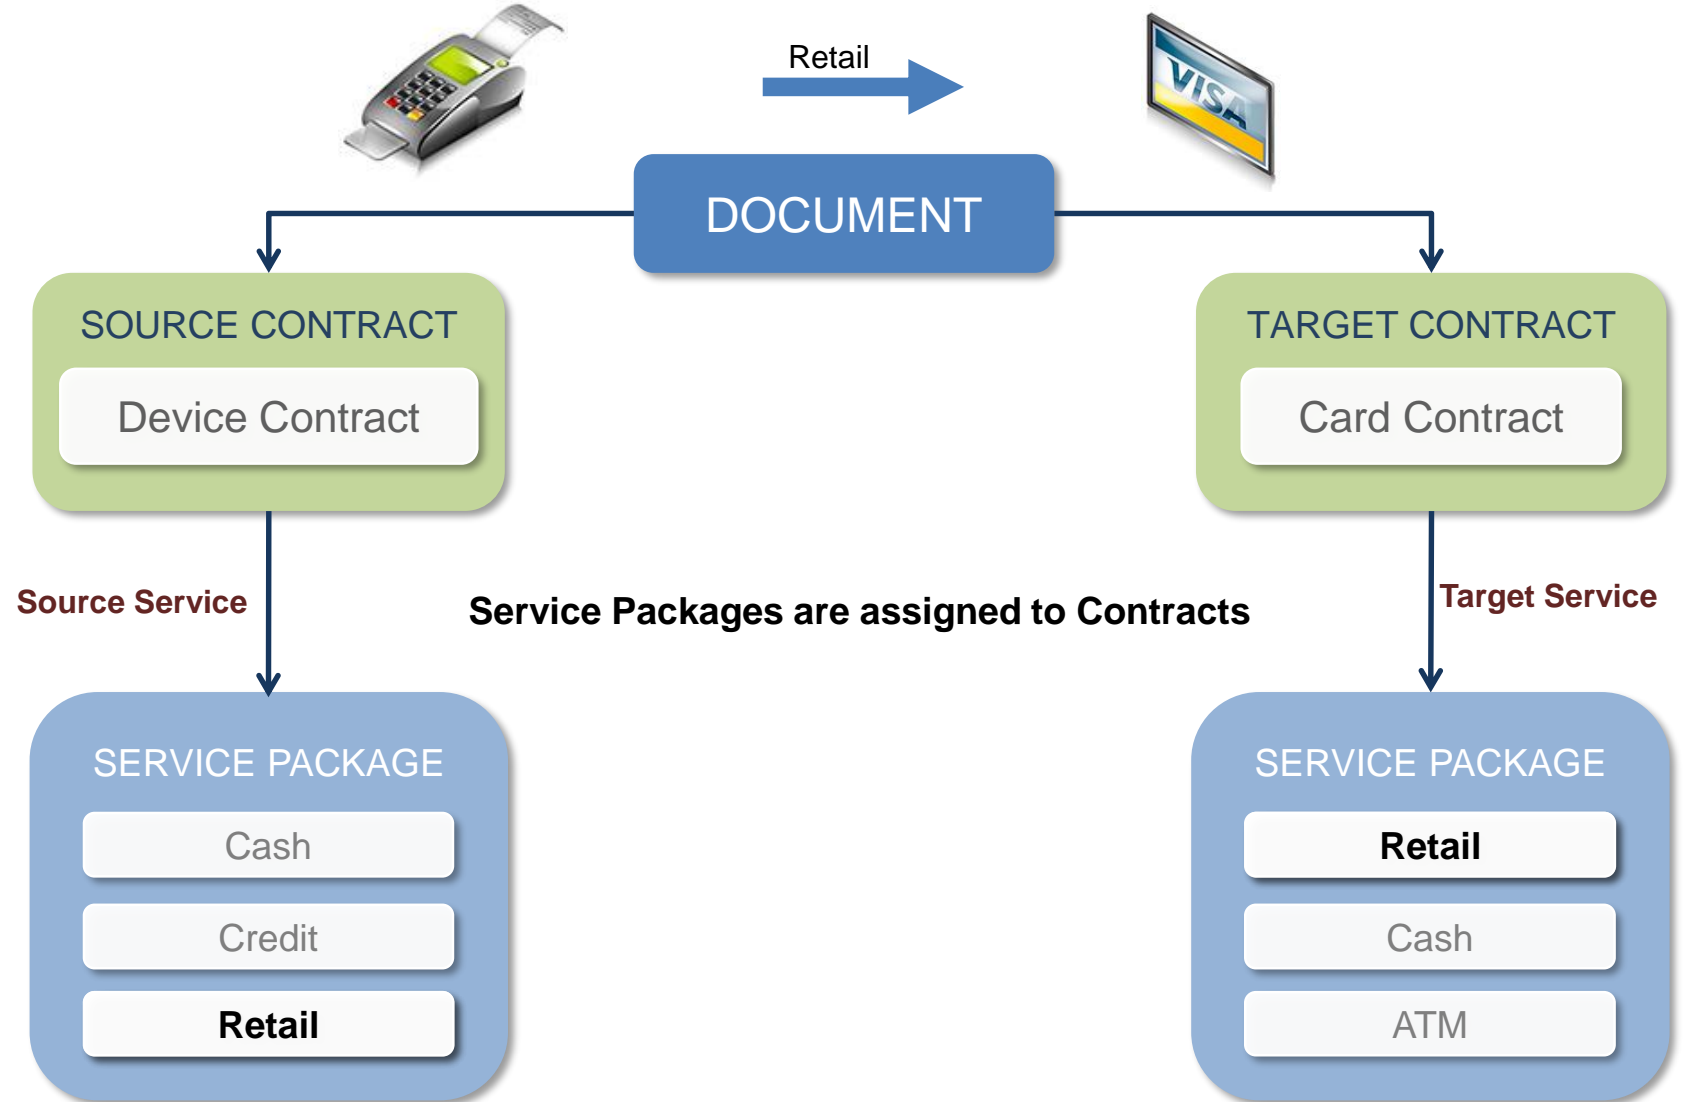 Retail
VISA
DOCUMENT
SOURCE CONTRACT
Device Contract
TARGET CONTRACT
Card Contract
Source Service
Service Packages are assigned to Contracts
Target Service
SERVICE PACKAGE
Cash
Credit
Retail
SERVICE PACKAGE
Retail
Cash
ATM